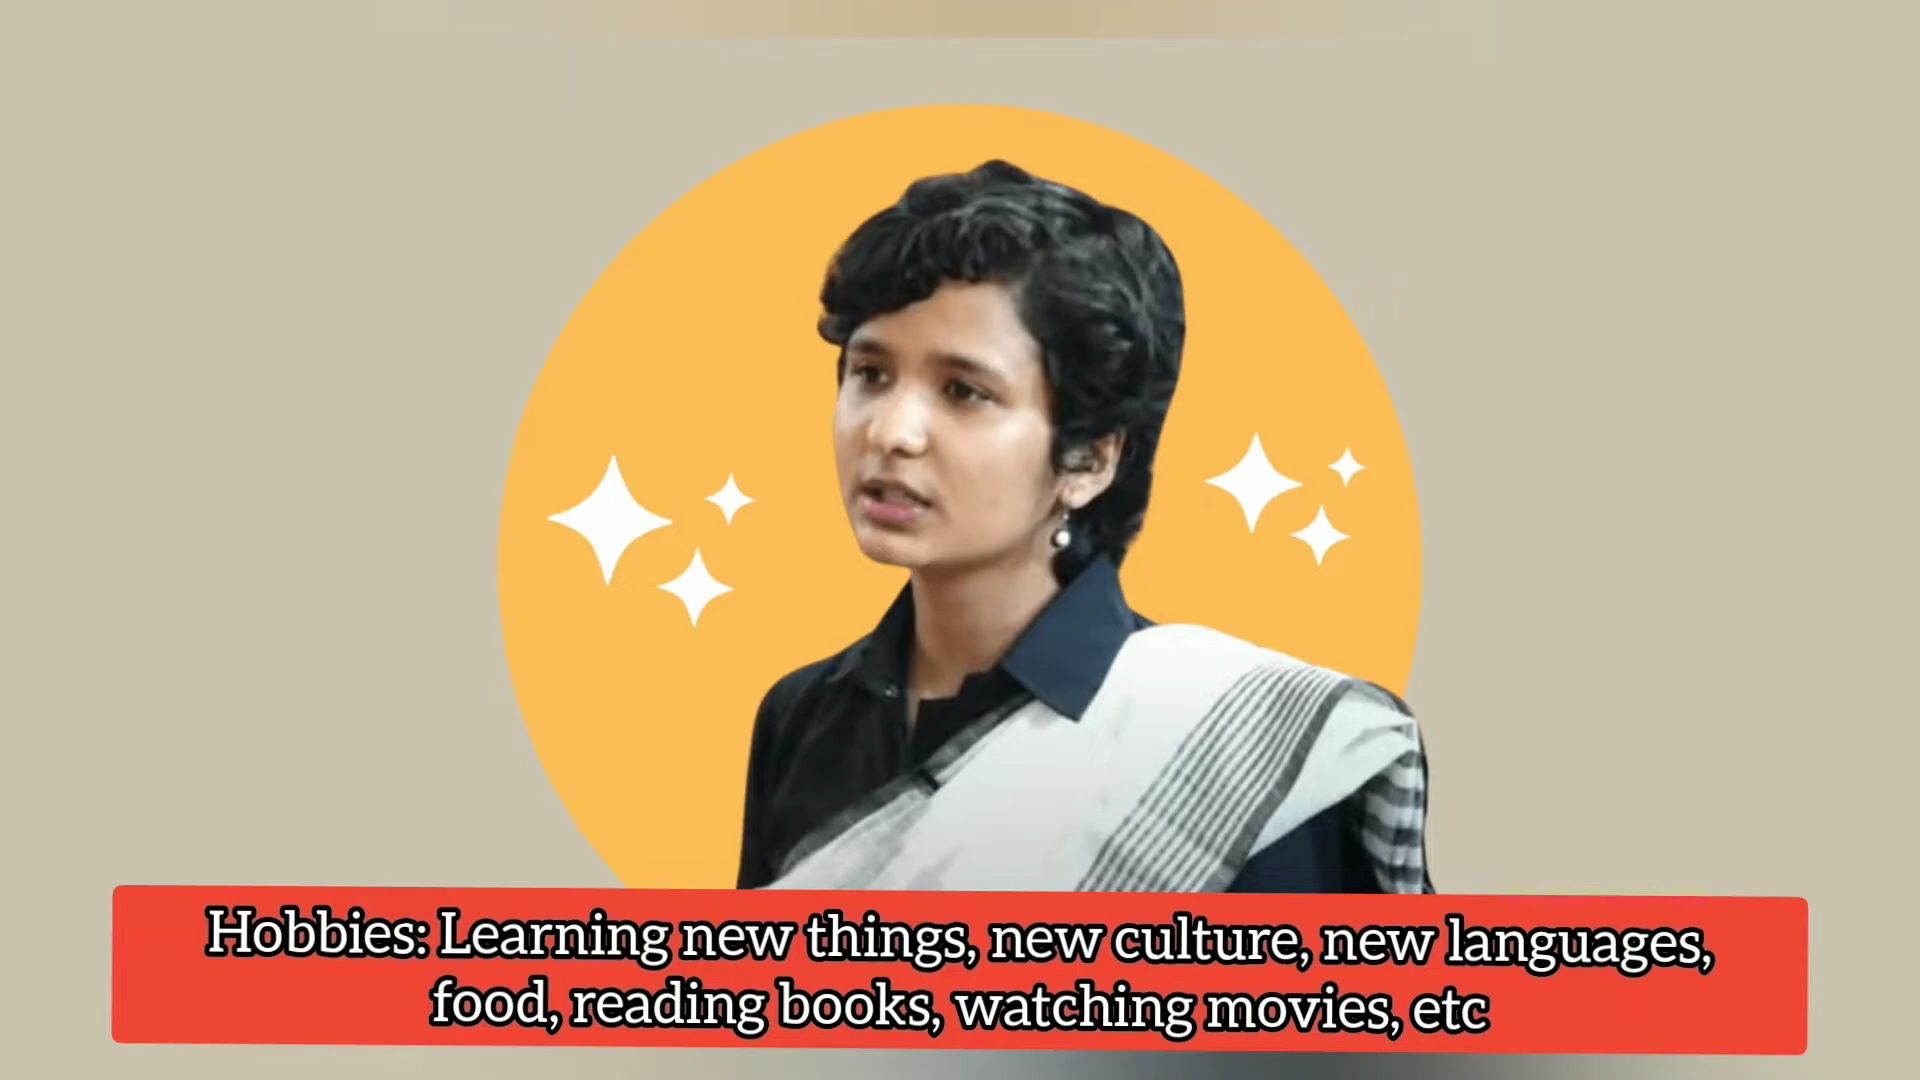 Hobbies: Learning new things, new culture, new languages,
food, reading books, watching movies, etc